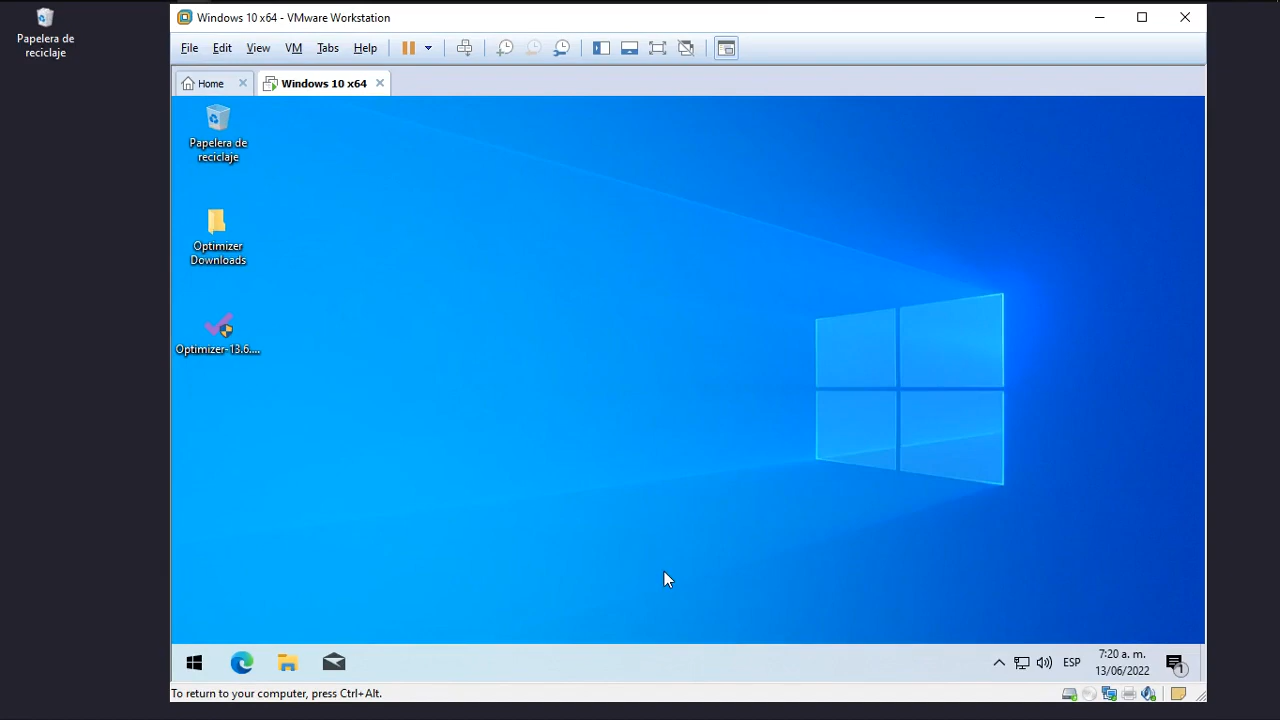 Papelera de
reciclaje
Windows 10 x64 - VMware Workstation
File Edit View VM Tabs Help
Home Windows 10 x64
Papelera de
reciclaje
Optimizer
Downloads
Optimizer-13.6....
ESP
7:20 a. m.
13/06/2022
1
To return to your computer, press Ctrl+Alt.